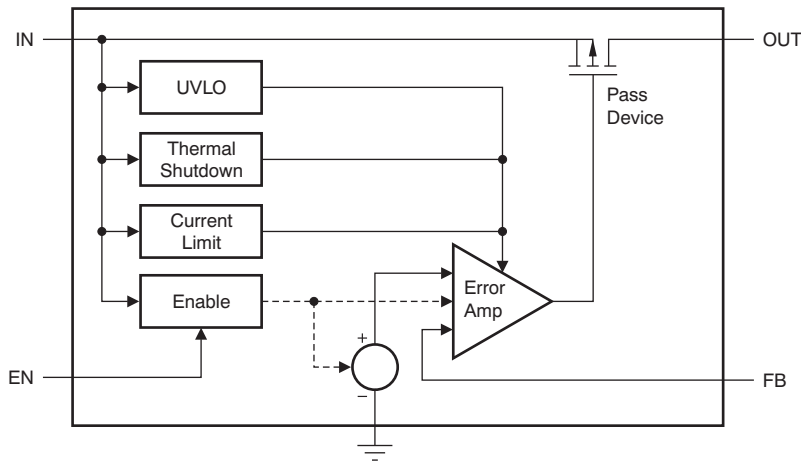 IN
OUT
UVLO
Pass
Device
Thermal
Shutdown
Current
Limit
Enable
Error
Amp
+
−
EN
FB